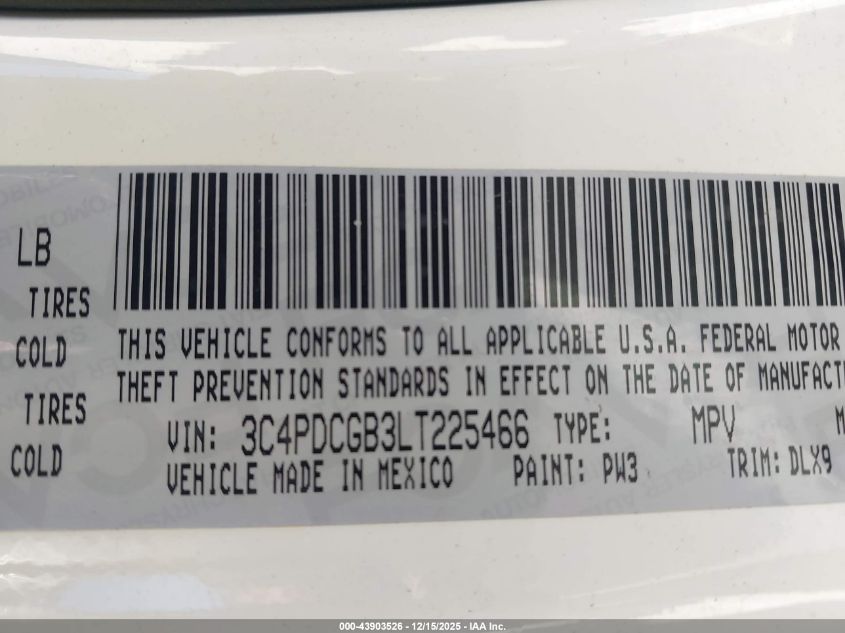 LB
TIRES
COLD
TIRES
COLD
THIS VEHICLE CONFORMS TO ALL APPLICABLE U.S.A. FEDERAL MOTOR
THEFT PREVENTION STANDARDS IN EFFECT ON THE DATE OF MANUFACT
VIN: 3C4PDCGB3LT225466 TYPE: MPV M
VEHICLE MADE IN MEXICO PAINT: PW3 TRIM: DLX9
000-43903526 - 12/15/2025 - IAA Inc.